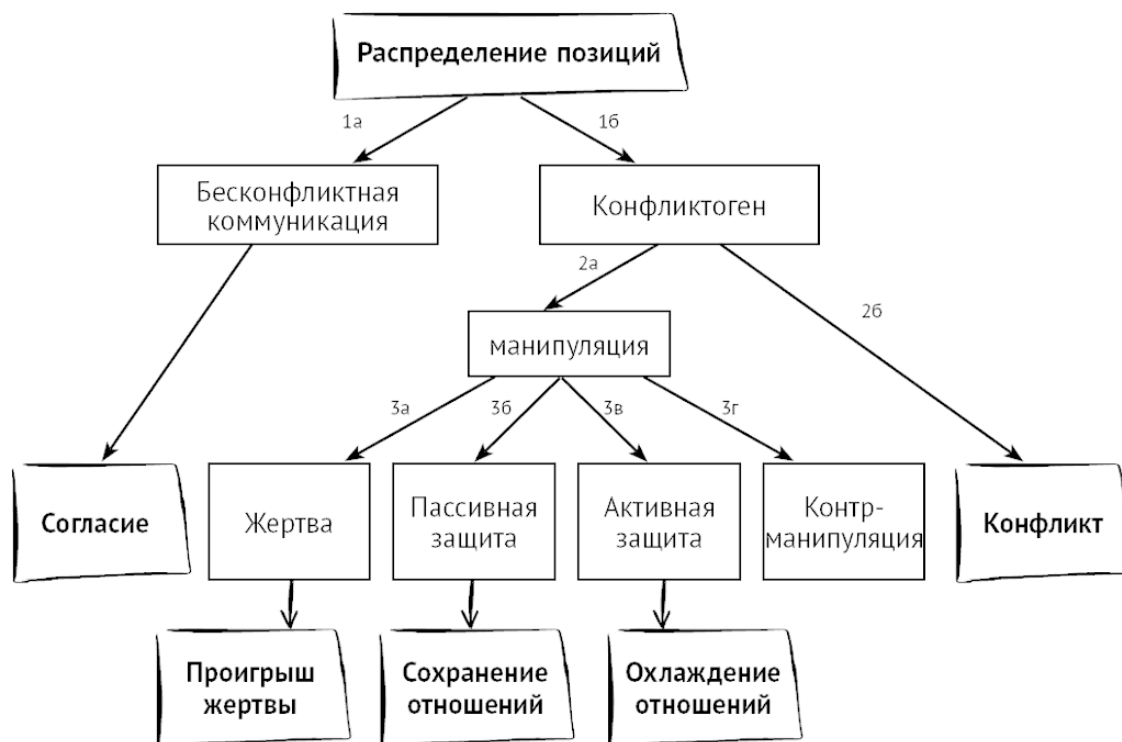 Распределение позиций
1а
1б
Бесконфликтная
коммуникация
Конфликтоген
2а
2б
манипуляция
3а
3б
3в
3г
Согласие
Жертва
Пассивная
защита
Активная
защита
Контр-
манипуляция
Конфликт
Проигрыш
жертвы
Сохранение
отношений
Охлаждение
отношений